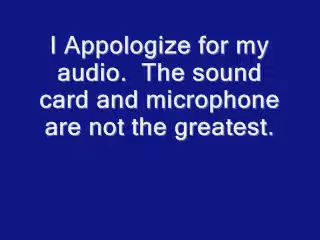 I Appologize for my
audio.  The sound
card and microphone
are not the greatest.